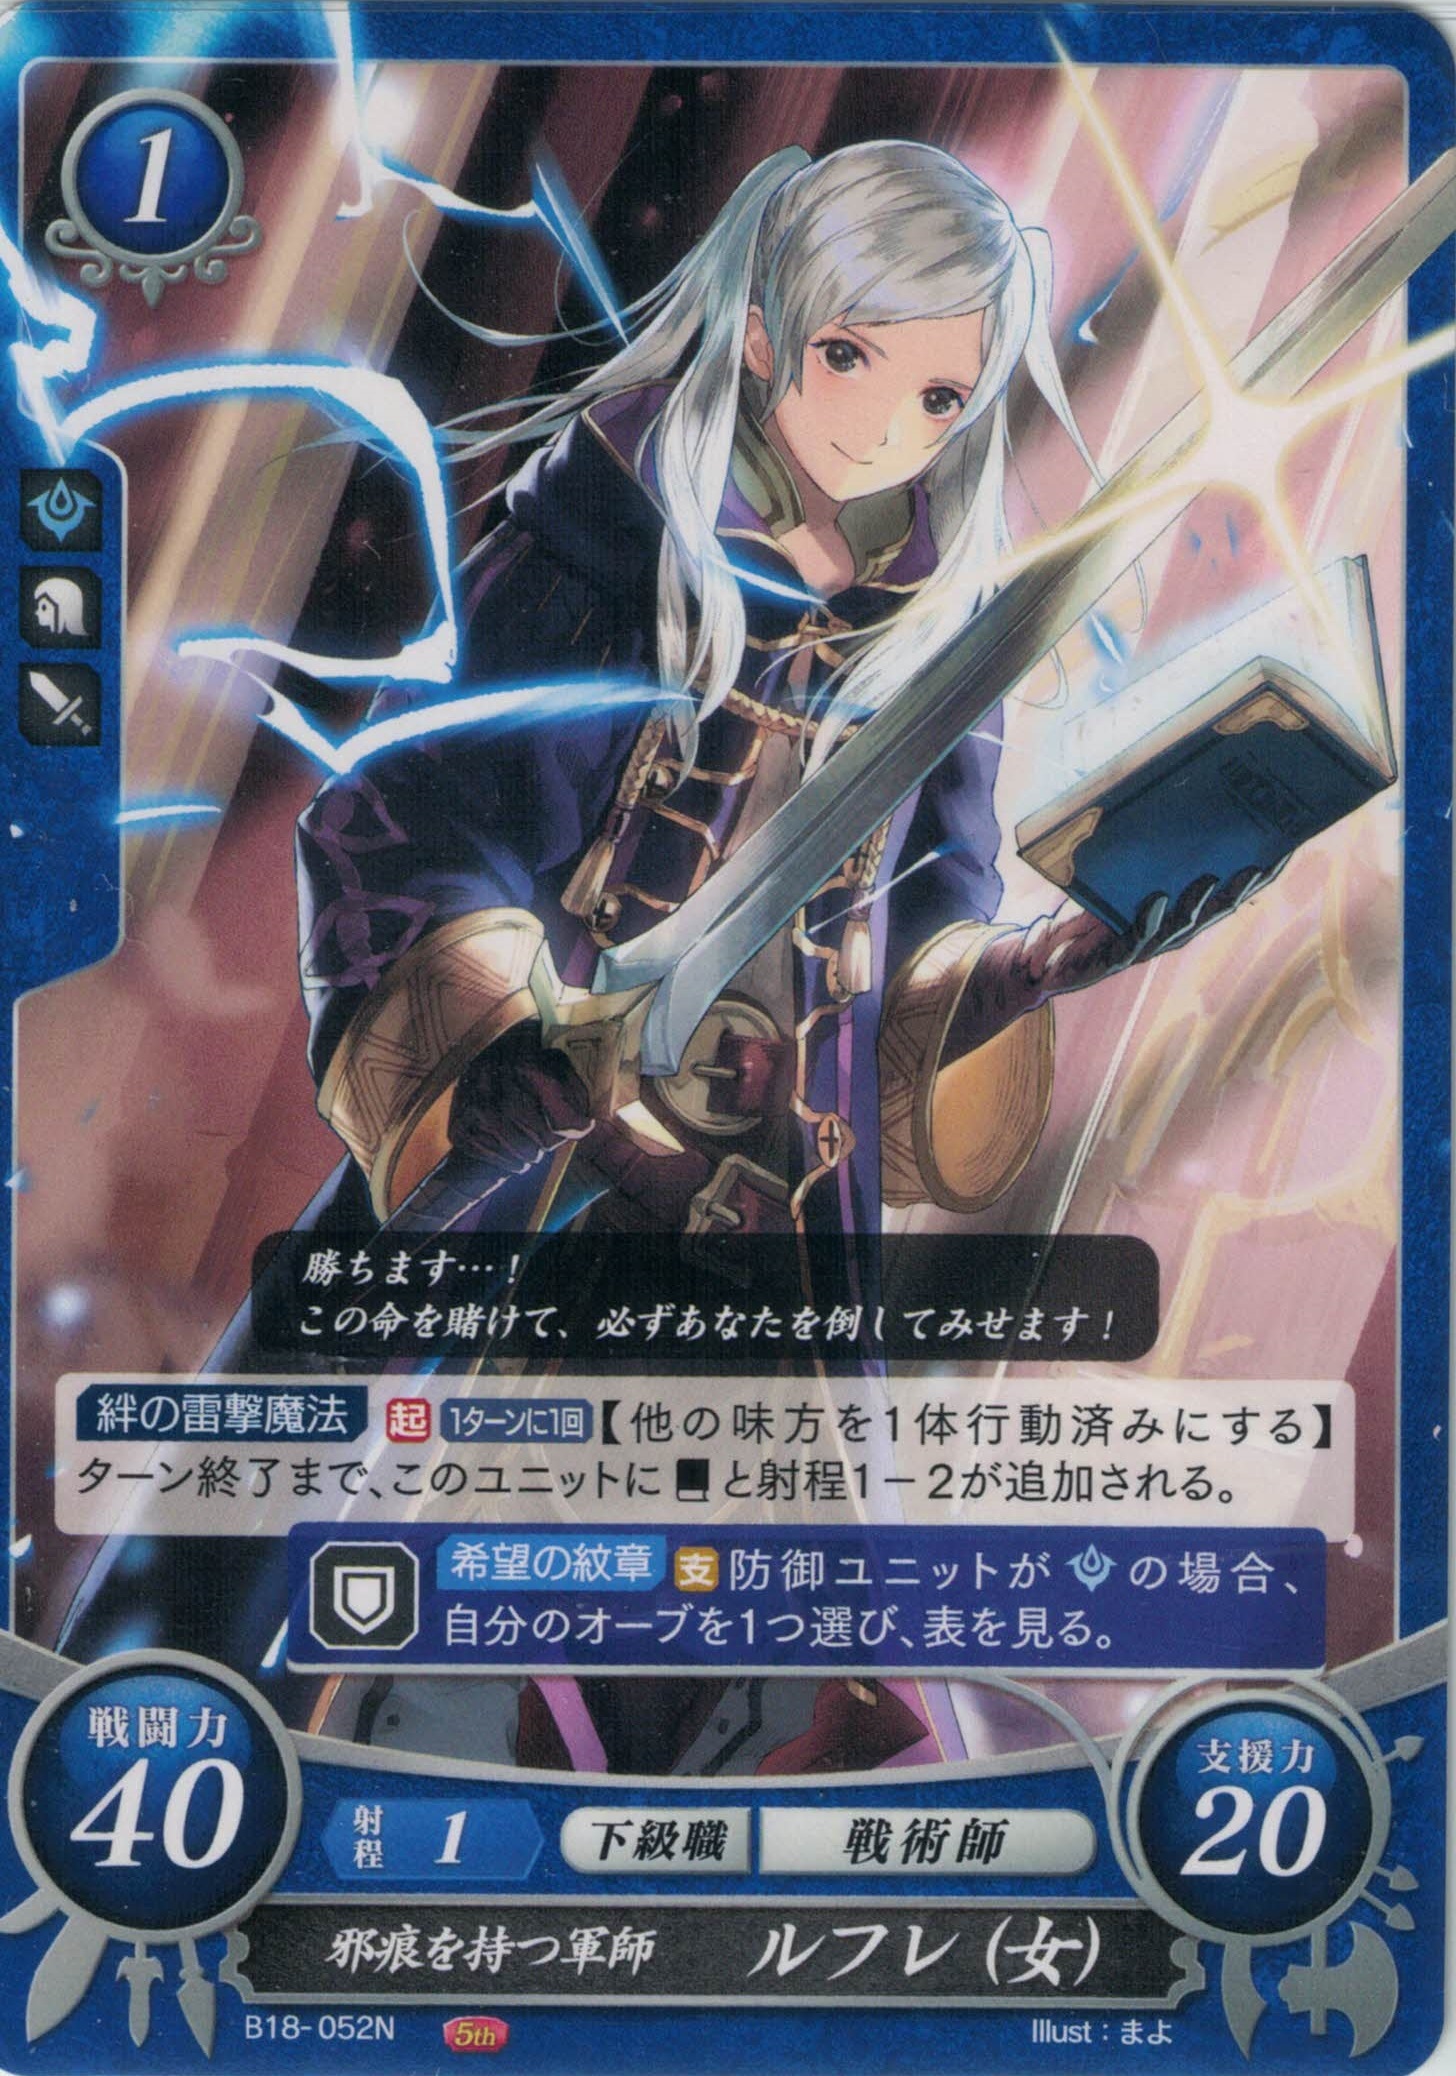 1
勝ちます…！
この命を賭けて、必ずあなたを倒してみせます！
絆の雷撃魔法 起 1ターンに1回【他の味方を1体行動済みにする】
ターン終了まで、このユニットに と射程1－2が追加される。
希望の紋章 支 防御ユニットが の場合、
自分のオーブを1つ選び、表を見る。
戦闘力
40
射程 1
下級職 戦術師
支援力
20
邪痕を持つ軍師 ルフレ（女）
B18-052N 5th Illust：まよ